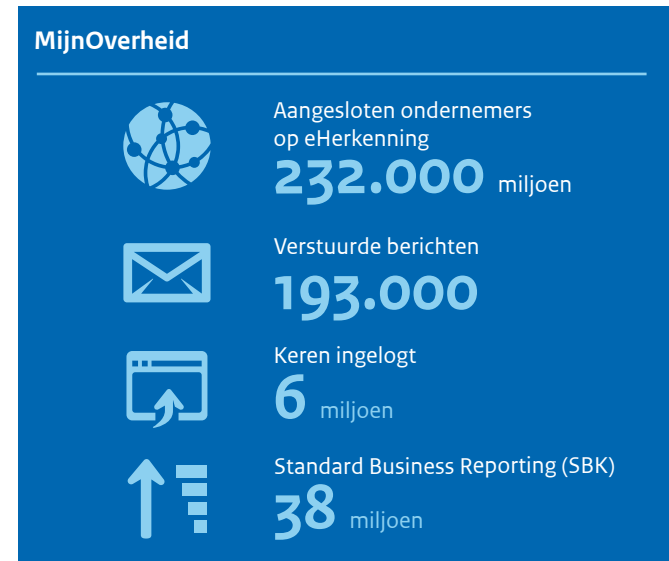 MijnOverheid
Aangesloten ondernemers
op eHerkenning
232.000 miljoen
Verstuurde berichten
193.000
Keren ingelogt
6 miljoen
Standard Business Reporting (SBK)
38 miljoen